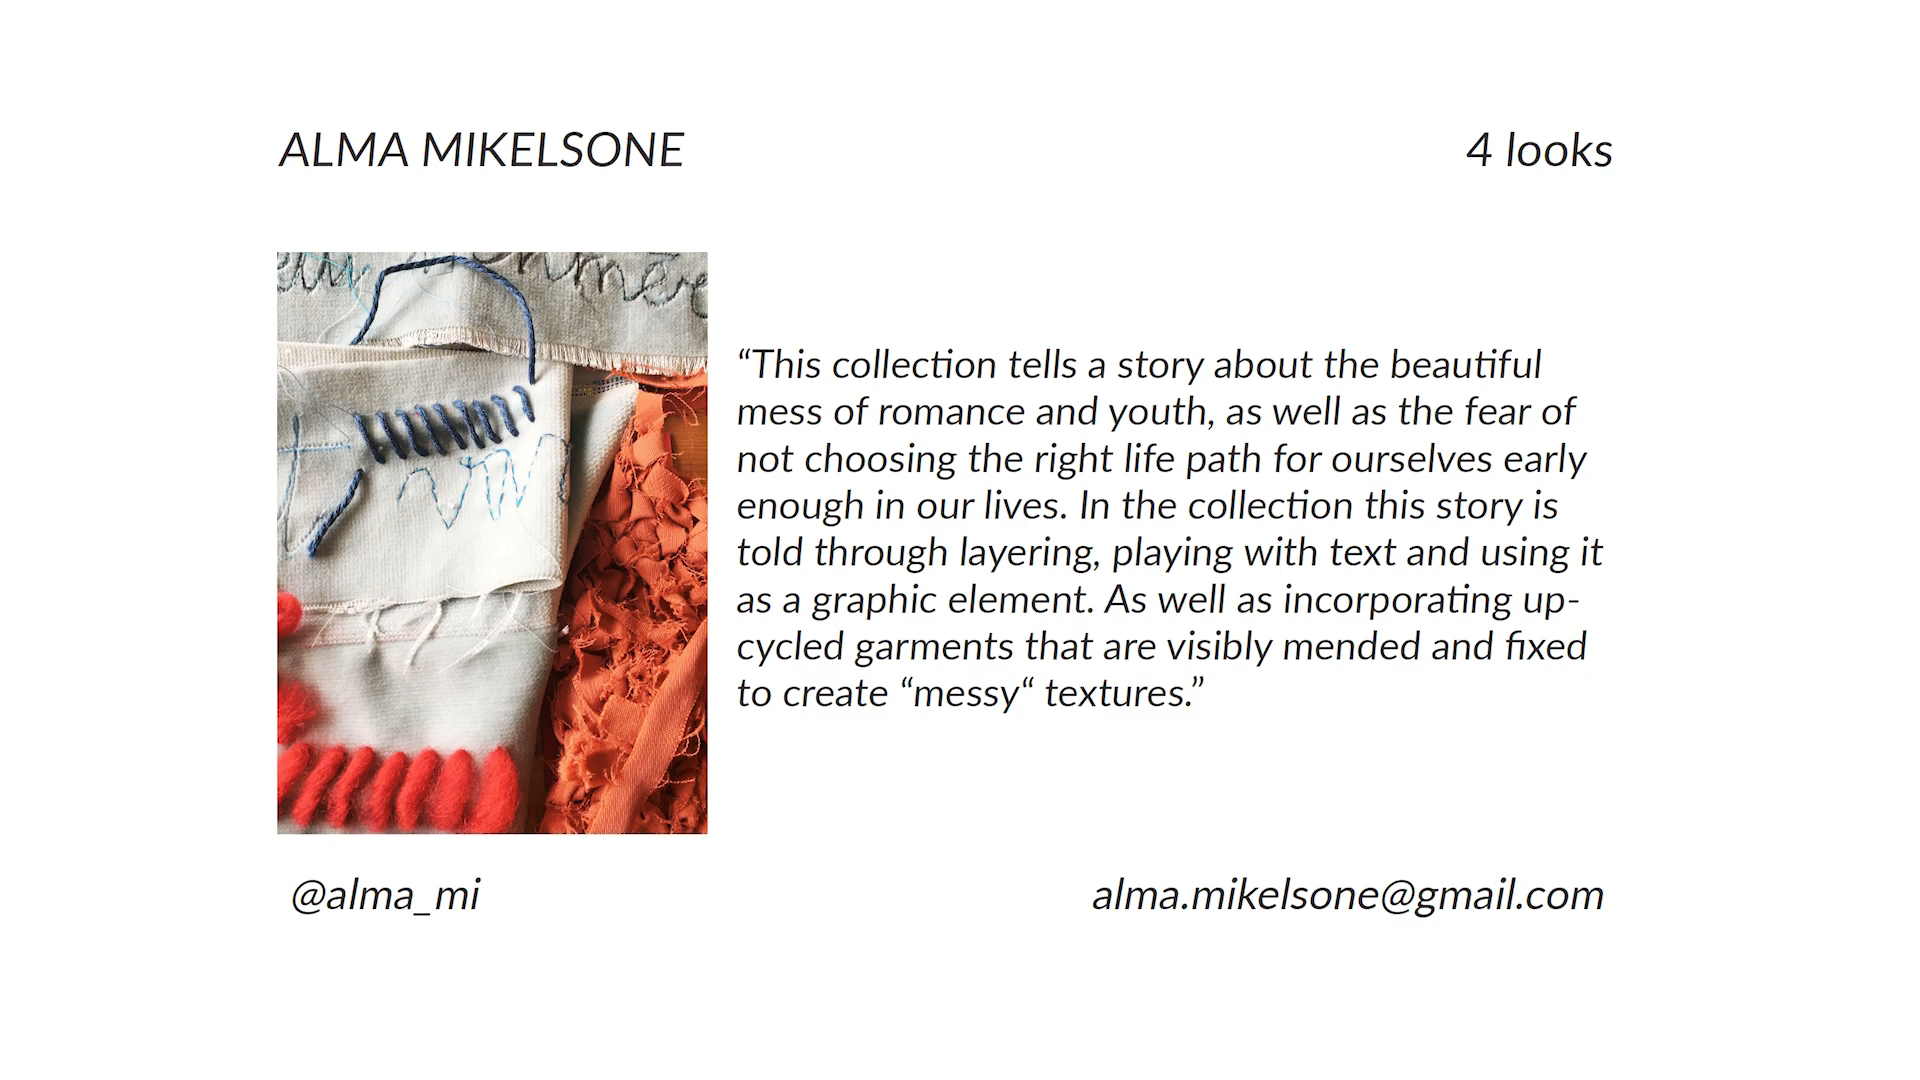 ALMA MIKELSONE
4 looks
“This collection tells a story about the beautiful
mess of romance and youth, as well as the fear of
not choosing the right life path for ourselves early
enough in our lives. In the collection this story is
told through layering, playing with text and using it
as a graphic element. As well as incorporating up-
cycled garments that are visibly mended and fixed
to create “messy“ textures.”
@alma_mi
alma.mikelsone@gmail.com